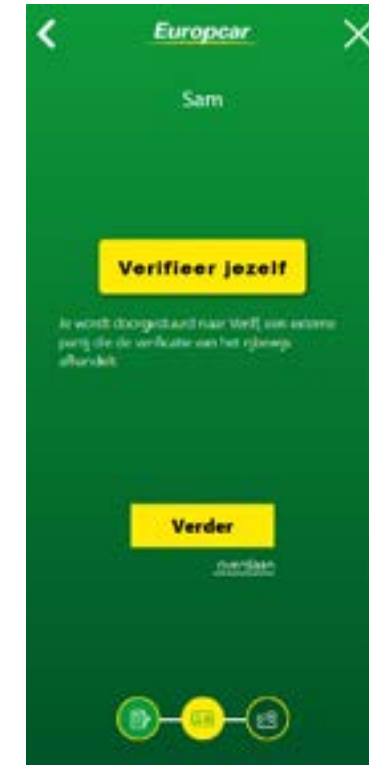 Europcar
Sam
Verifieer jezelf
Je wordt doorgestuurd naar Veriff, een externe
partij die de verificatie van het rijbewijs
afhandelt.
Verder
overslaan